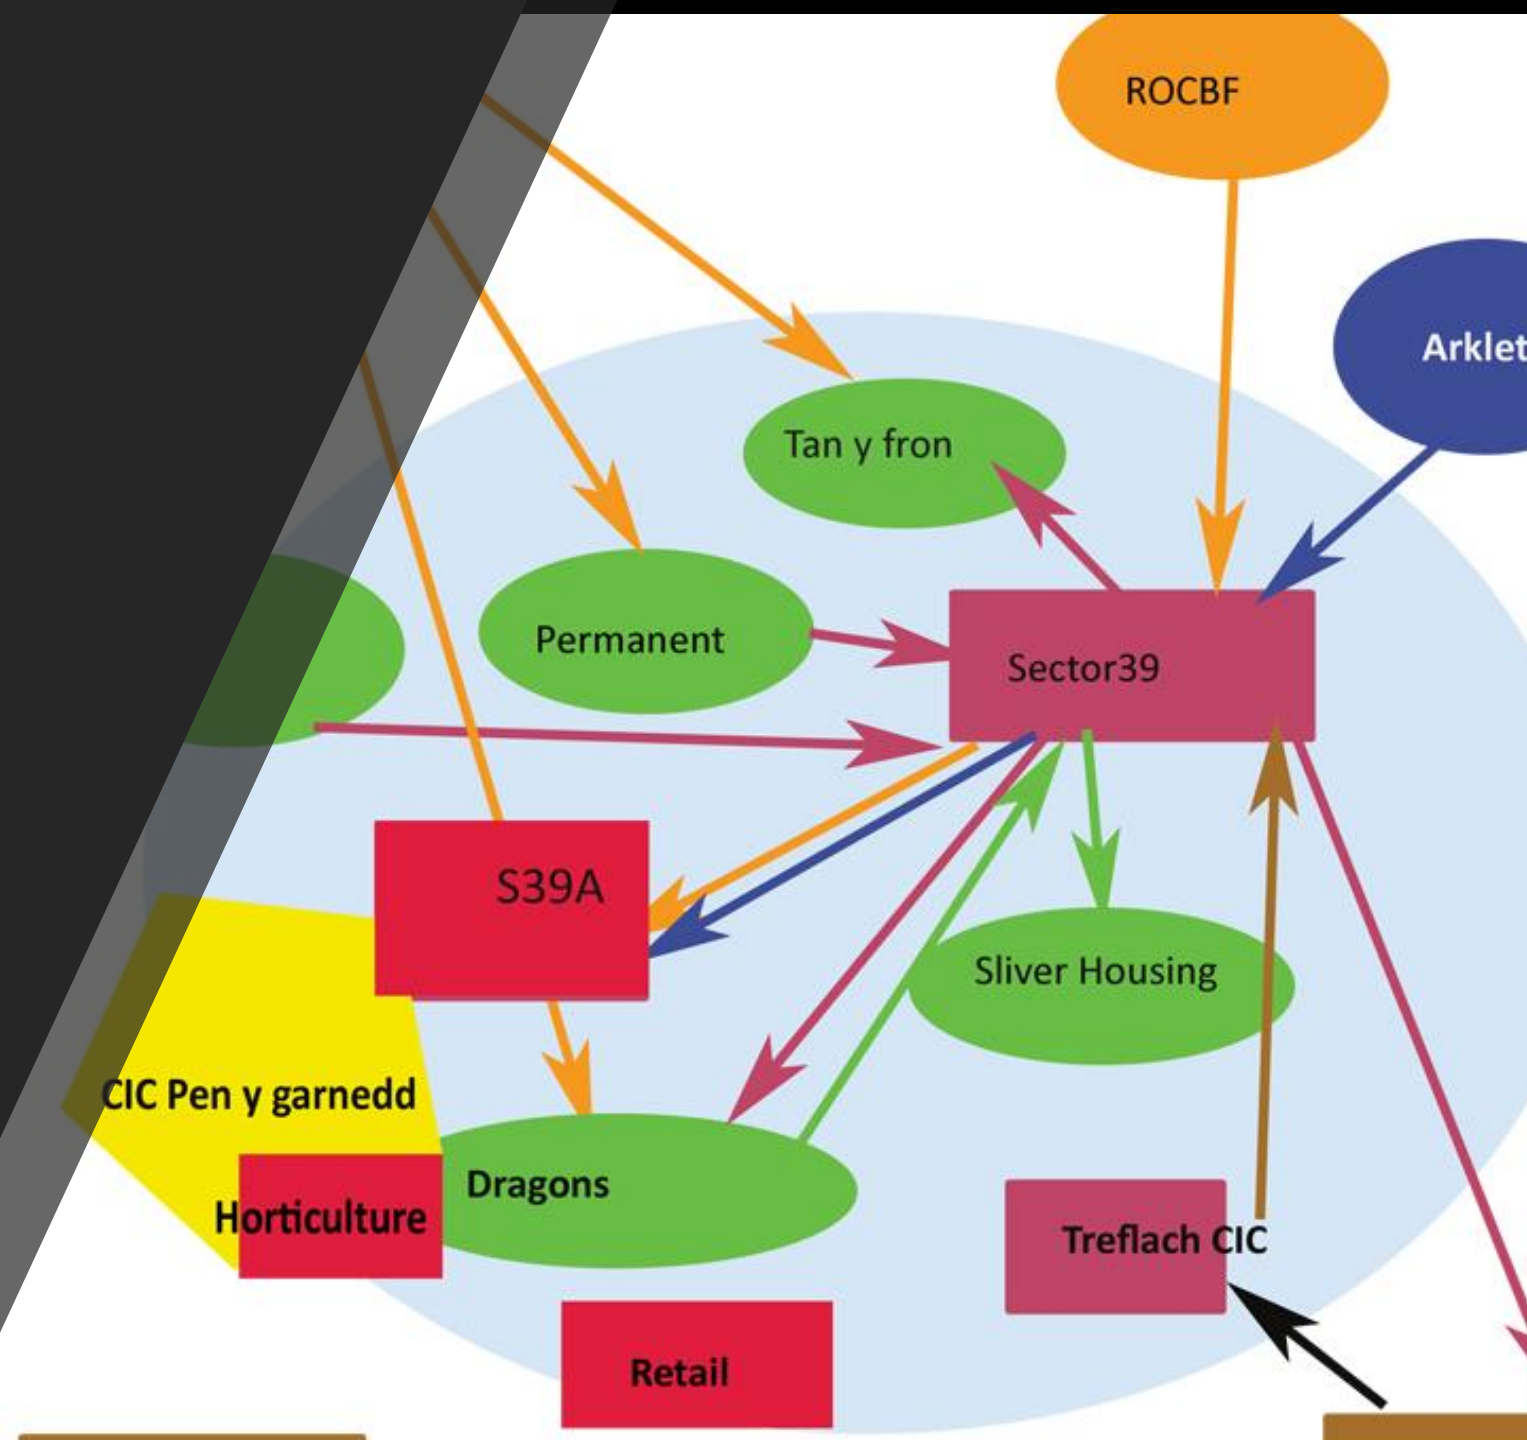 ROCBF
Arklet
Tan y fron
Permanent
Sector39
S39A
Sliver Housing
CIC Pen y garnedd
Dragons
Horticulture
Treflach CIC
Retail